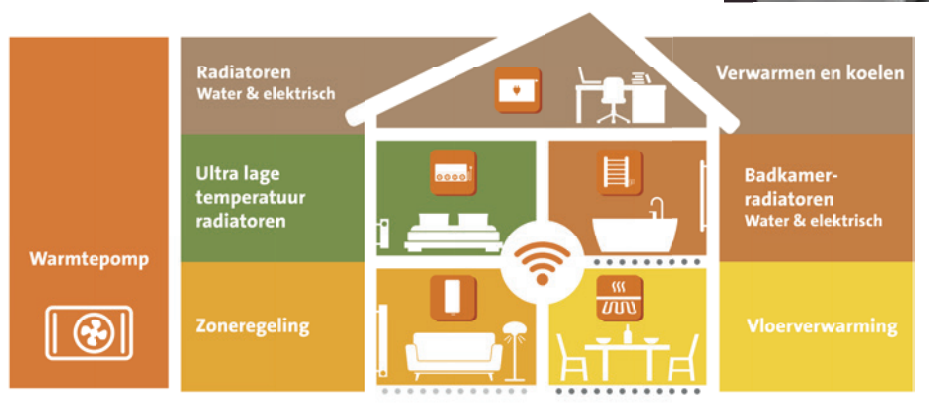 Radiatoren
Water & elektrisch
Verwarmen en koelen
Ultra lage
temperatuur
radiatoren
Badkamer-
radiatoren
Water & elektrisch
Warmtepomp
Zoneregeling
Vloerverwarming